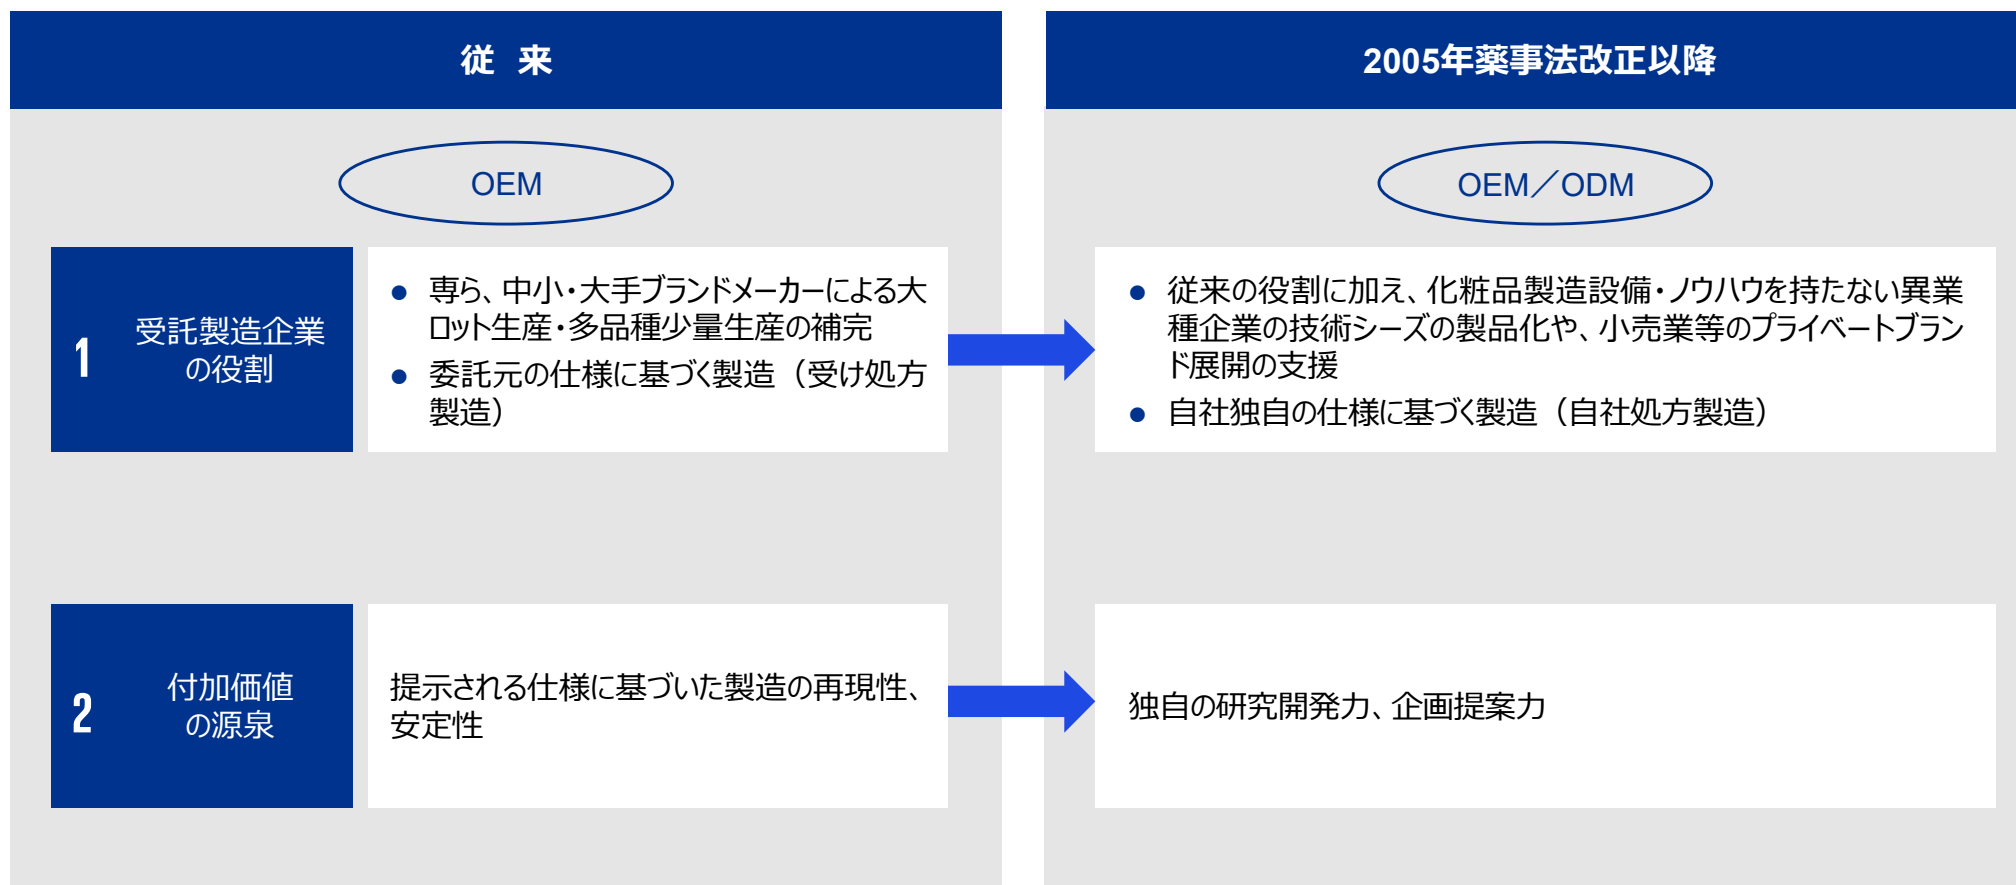 従 来
2005年薬事法改正以降
OEM
OEM／ODM
1
受託製造企業
の役割
● 専ら、中小・大手ブランドメーカーによる大
ロット生産・多品種少量生産の補完
● 委託元の仕様に基づく製造（受け処方
製造）
● 従来の役割に加え、化粧品製造設備・ノウハウを持たない異業
種企業の技術シーズの製品化や、小売業等のプライベートブラン
ド展開の支援
● 自社独自の仕様に基づく製造（自社処方製造）
2
付加価値
の源泉
提示される仕様に基づいた製造の再現性、
安定性
独自の研究開発力、企画提案力